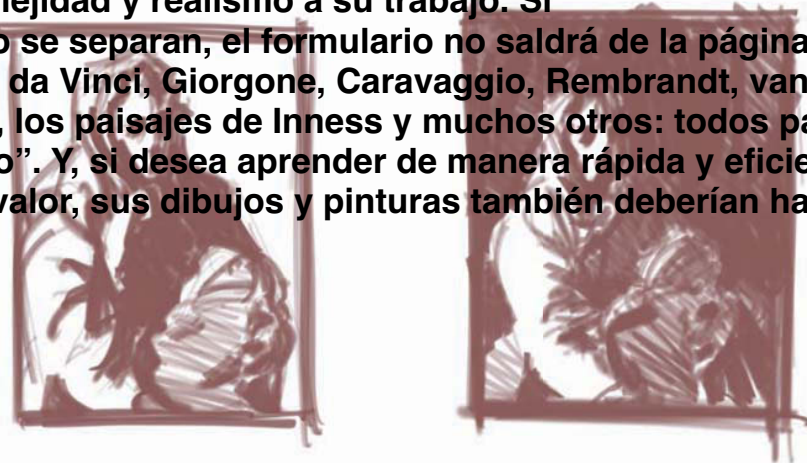 lejidad y realismo a su trabajo. Si
o se separan, el formulario no saldrá de la página
da Vinci, Giorgone, Caravaggio, Rembrandt, van
, los paisajes de Inness y muchos otros: todos pa
o”. Y, si desea aprender de manera rápida y eficie
valor, sus dibujos y pinturas también deberían ha